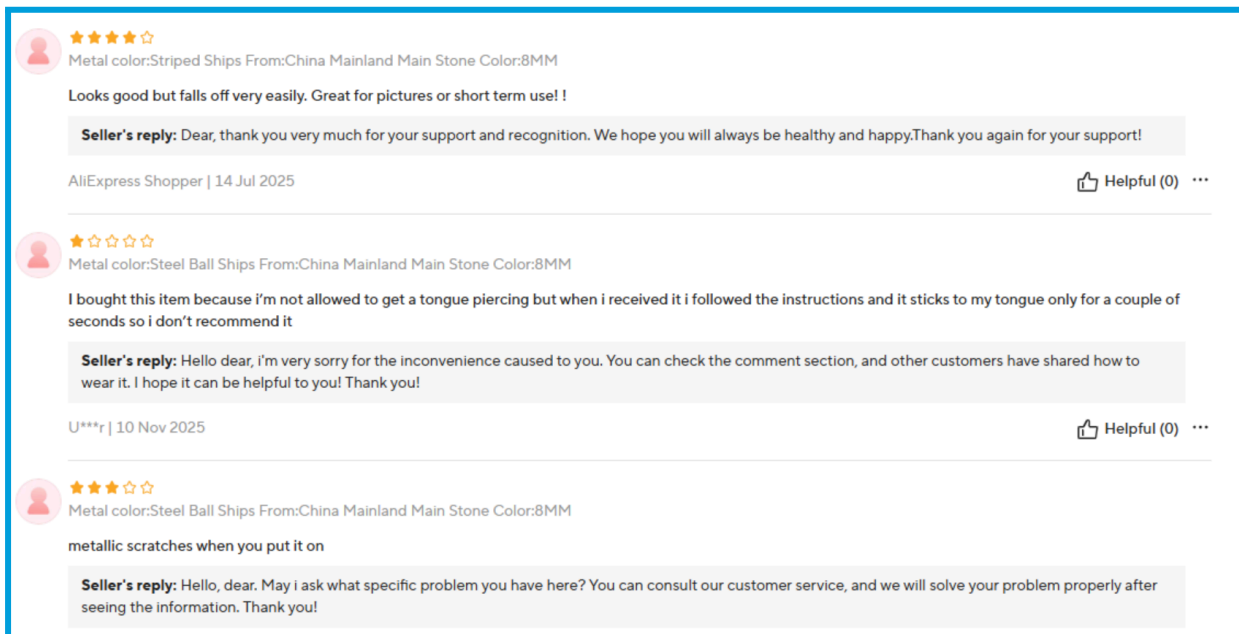 Metal color:Striped Ships From:China Mainland Main Stone Color:8MM
Looks good but falls off very easily. Great for pictures or short term use! !
Seller's reply: Dear, thank you very much for your support and recognition. We hope you will always be healthy and happy.Thank you again for your support!
AliExpress Shopper | 14 Jul 2025
Helpful (0) ···
Metal color:Steel Ball Ships From:China Mainland Main Stone Color:8MM
I bought this item because i'm not allowed to get a tongue piercing but when i received it i followed the instructions and it sticks to my tongue only for a couple of
seconds so i don't recommend it
Seller's reply: Hello dear, i'm very sorry for the inconvenience caused to you. You can check the comment section, and other customers have shared how to
wear it. I hope it can be helpful to you! Thank you!
U***r | 10 Nov 2025
Helpful (0) ···
Metal color:Steel Ball Ships From:China Mainland Main Stone Color:8MM
metallic scratches when you put it on
Seller's reply: Hello, dear. May i ask what specific problem you have here? You can consult our customer service, and we will solve your problem properly after
seeing the information. Thank you!